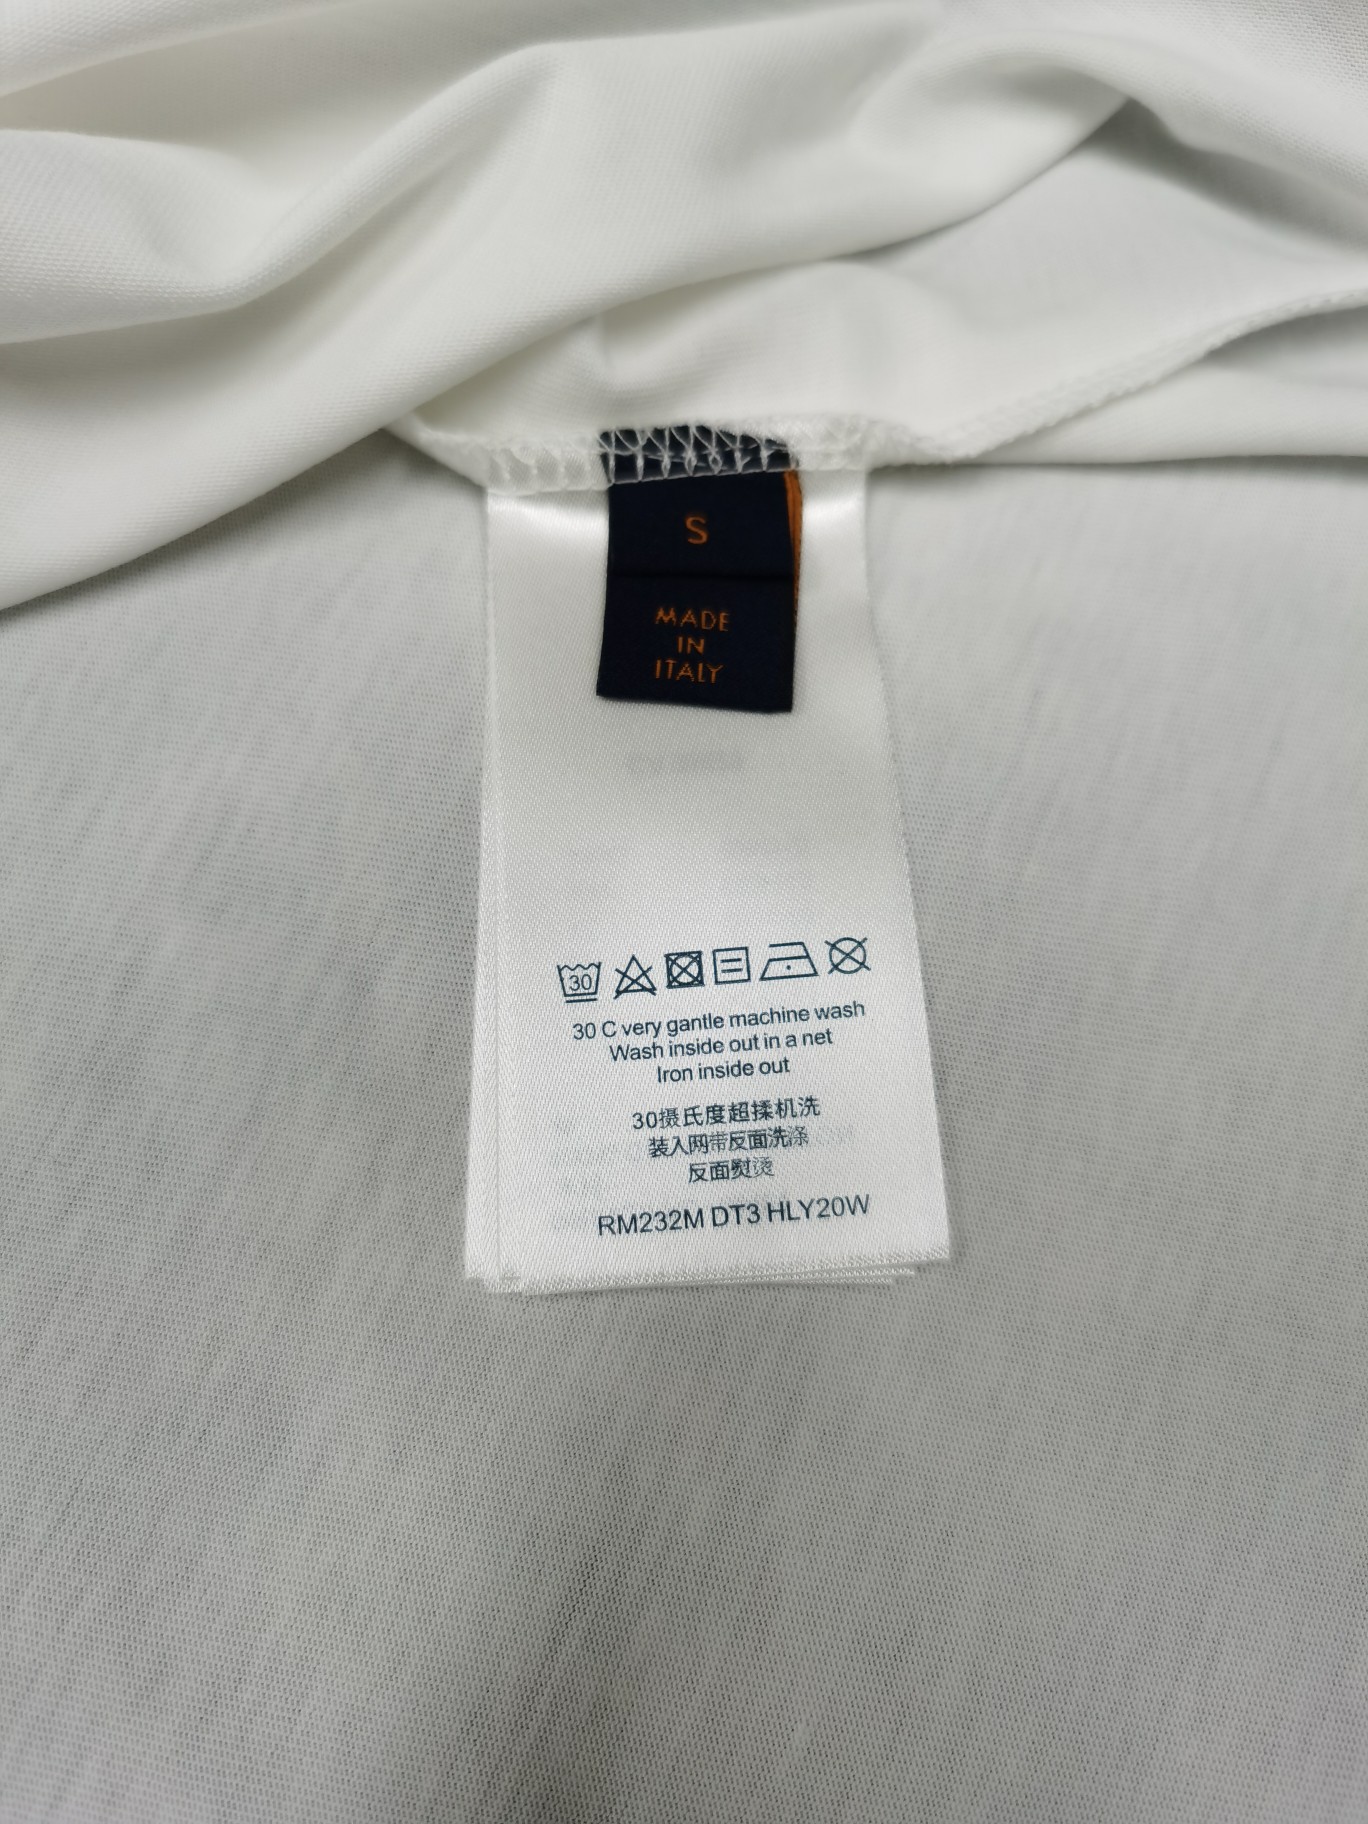 S
MADE
IN
ITALY
30
30 C very gantle machine wash
Wash inside out in a net
Iron inside out
30摄氏度超揉机洗
装入网带反面洗涤
反面熨烫
RM232M DT3 HLY20W